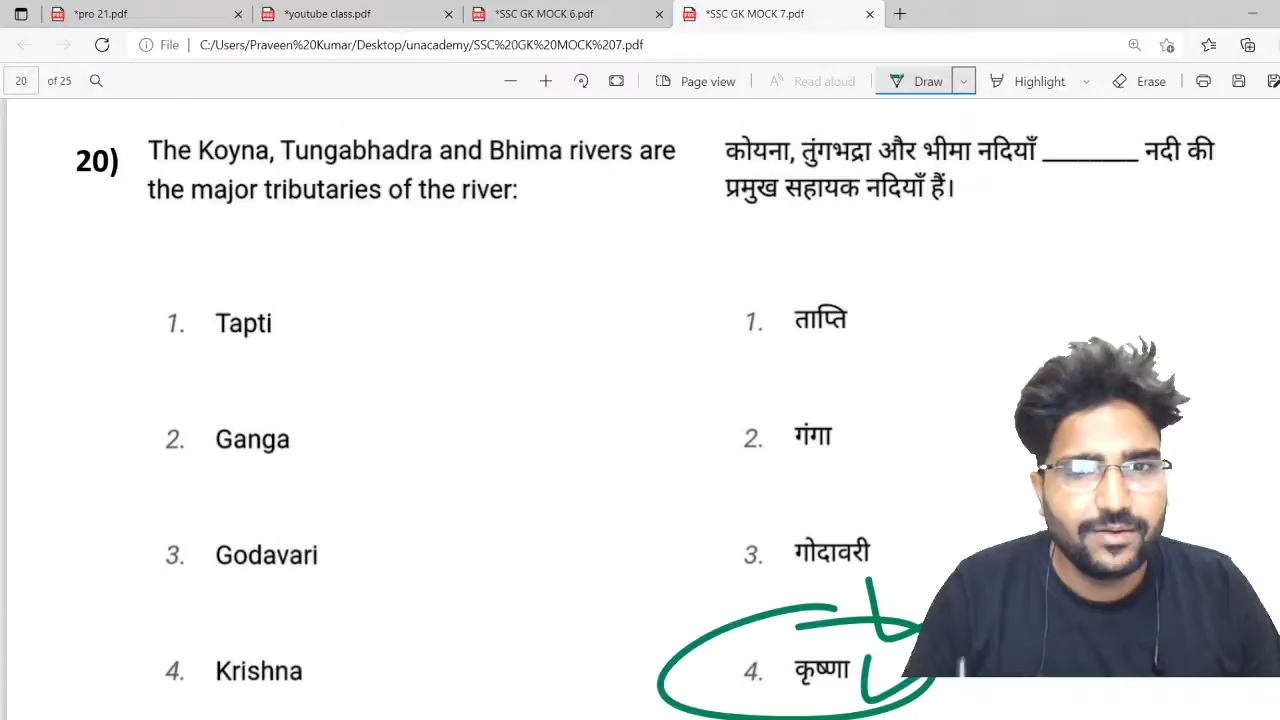 *pro 21.pdf
*youtube class.pdf
*SSC GK MOCK 6.pdf
*SSC GK MOCK 7.pdf
File
C:/Users/Praveen%20Kumar/Desktop/unacademy/SSC%20GK%20MOCK%207.pdf
20 of 25
Page view
Read aloud
Draw
Highlight
Erase
20)
The Koyna, Tungabhadra and Bhima rivers are
the major tributaries of the river:
1. Tapti
2. Ganga
3. Godavari
4. Krishna
कोयना, तुंगभद्रा और भीमा नदियाँ ________ नदी की
प्रमुख सहायक नदियाँ हैं।
1. ताप्ति
2. गंगा
3. गोदावरी
4. कृष्णा